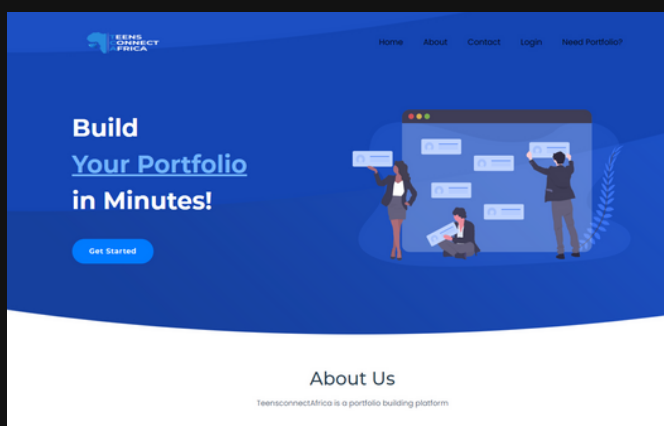 TEENS
CONNECT
AFRICA
Home About Contact Login Need Portfolio?
Build
Your Portfolio
in Minutes!
Get Started
About Us
TeensconnectAfrica is a portfolio building platform